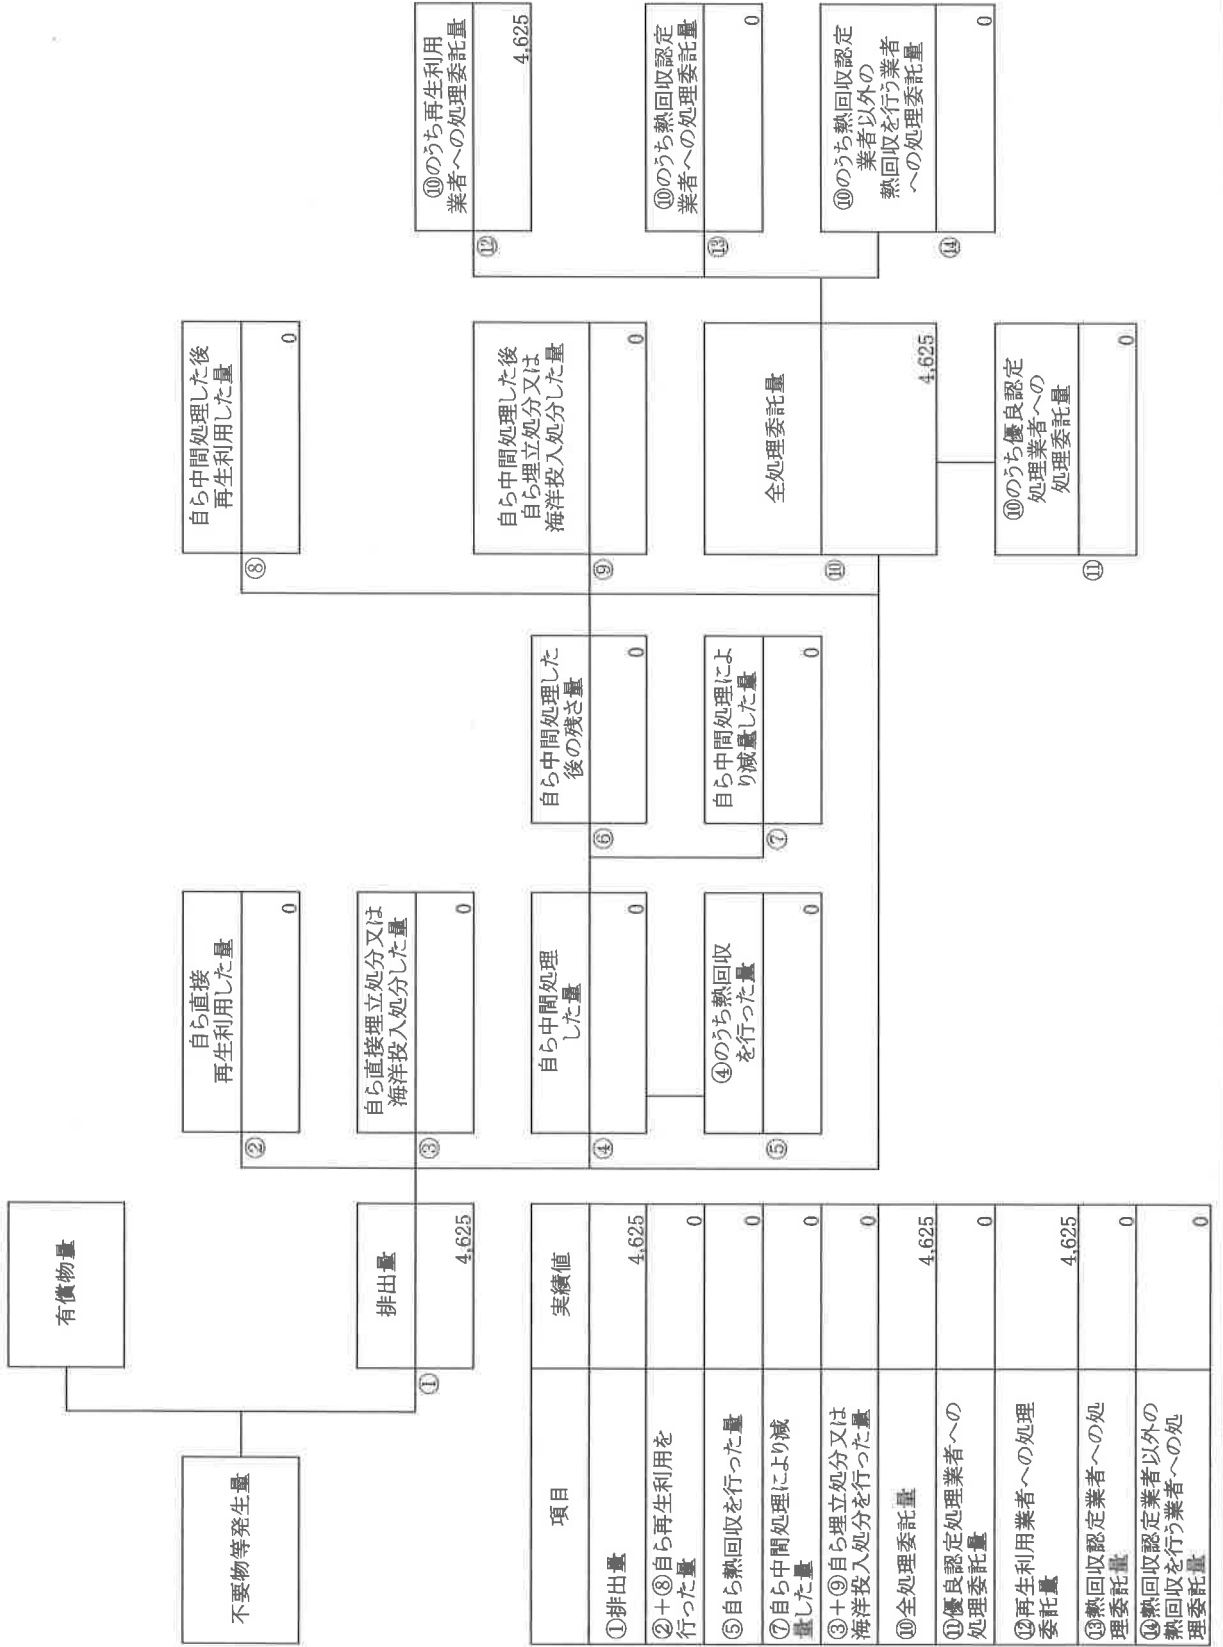 不要物等発生量
有償物量
①
排出量
4,625
②
自ら直接
再生利用した量
0
③
自ら直接埋立処分又は
海洋投入処分した量
0
④
自ら中間処理
した量
0
⑤
④のうち熱回収
を行った量
0
⑥
自ら中間処理した
後の残さ量
0
⑦
自ら中間処理によ
り減量した量
0
⑧
自ら中間処理した後
再生利用した量
0
⑨
自ら中間処理した後
自ら埋立処分又は
海洋投入処分した量
0
⑩
全処理委託量
4,625
⑪
⑩のうち優良認定
処理業者への
処理委託量
0
⑫
⑩のうち再生利用
業者への処理委託量
4,625
⑬
⑩のうち熱回収認定
業者への処理委託量
0
⑭
⑩のうち熱回収認定
業者以外の
熱回収を行う業者
への処理委託量
0
項目 実績値
①排出量 4,625
②+⑧自ら再生利用を
行った量 0
⑤自ら熱回収を行った量 0
⑦自ら中間処理により減
量した量 0
③+⑨自ら埋立処分又は
海洋投入処分を行った量 0
⑩全処理委託量 4,625
⑪優良認定処理業者への
処理委託量 0
⑫再生利用業者への処理
委託量 4,625
⑬熱回収認定業者への処
理委託量 0
⑭熱回収認定業者以外の
熱回収を行う業者への処
理委託量 0